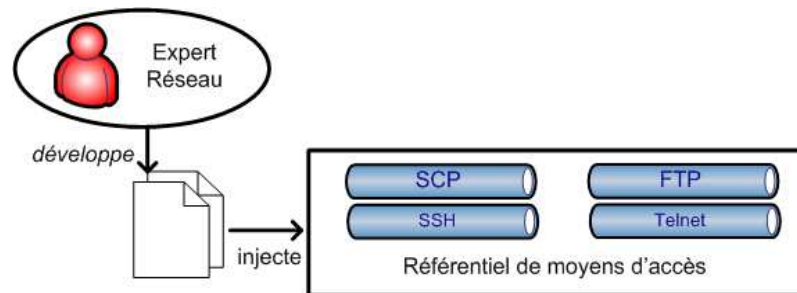 Expert
Réseau
développe
injecte
SCP
FTP
SSH
Telnet
Référentiel de moyens d'accès